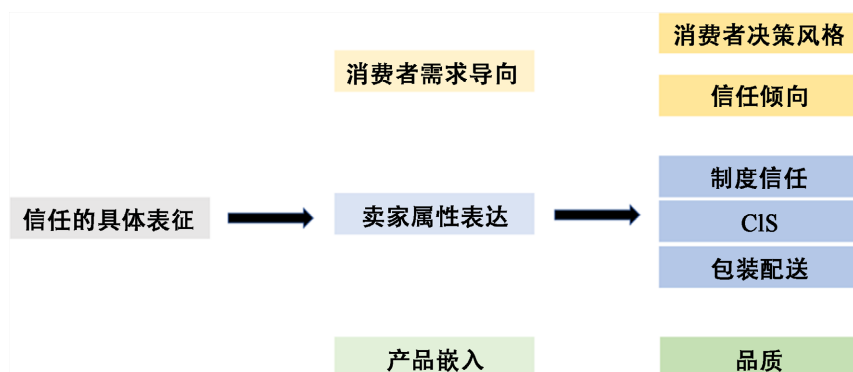 消费者决策风格
消费者需求导向
信任倾向
制度信任
信任的具体表征
卖家属性表达
CIS
包装配送
产品嵌入
品质